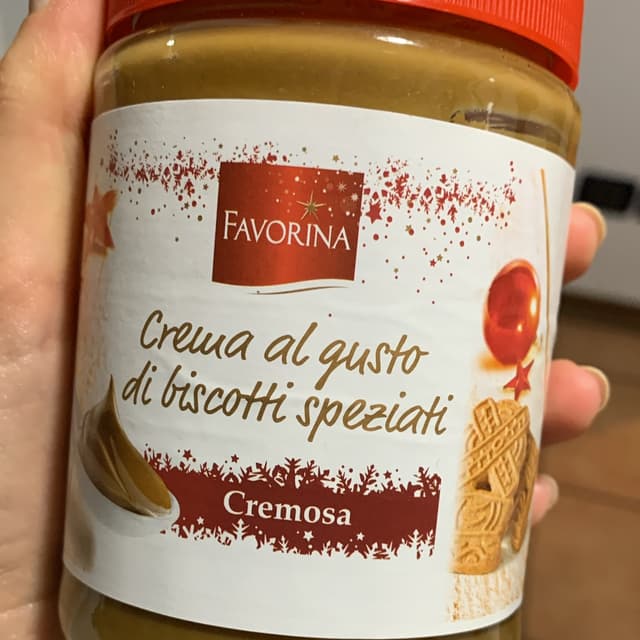 FAVORINA
Crema al gusto
di biscotti speziati
Cremosa